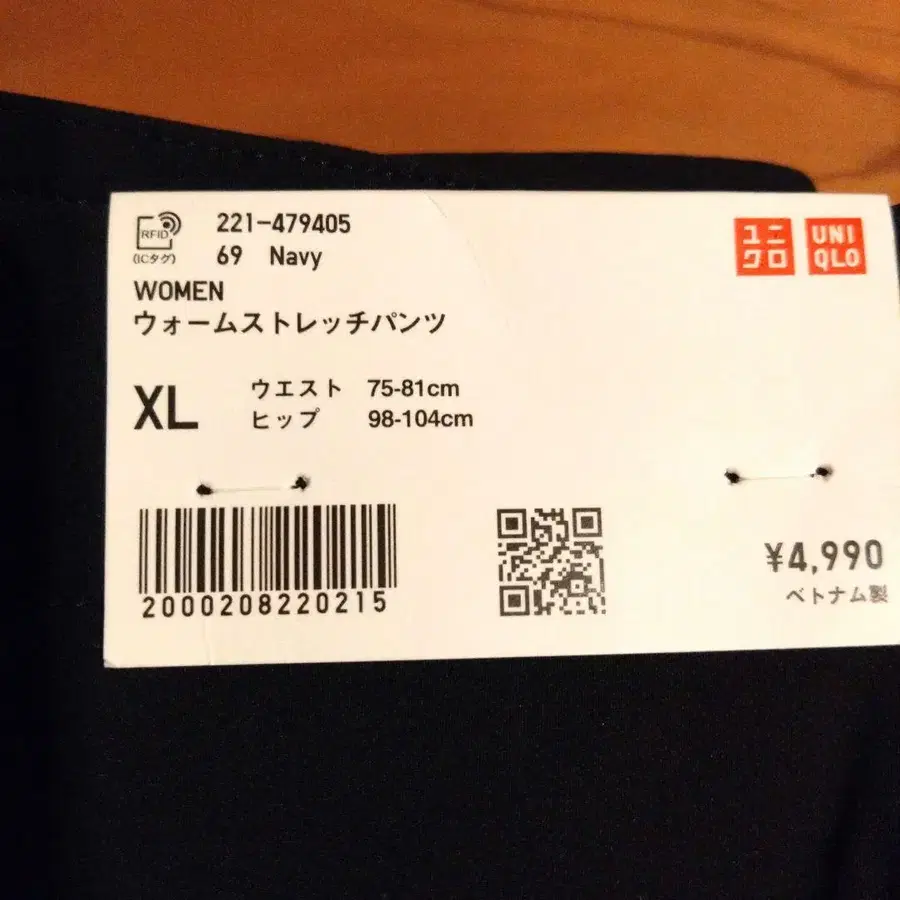 RFID
(ICタグ)
221-479405
69 Navy
ユニ
クロ
UNI
QLO
WOMEN
ウォームストレッチパンツ
XL
ウエスト 75-81cm
ヒップ 98-104cm
2000208220215
¥4,990
ベトナム製